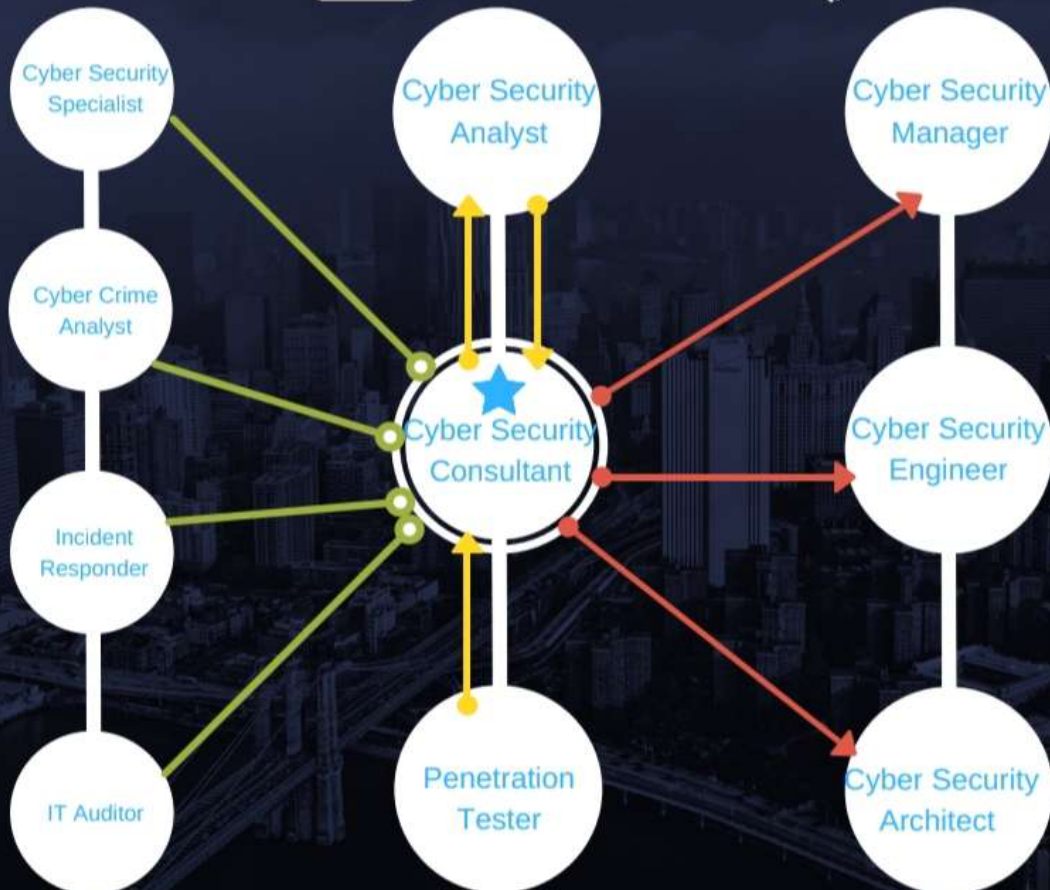 Cyber Security
Specialist
Cyber Crime
Analyst
Incident
Responder
IT Auditor
Cyber Security
Analyst
Cyber Security
Consultant
Penetration
Tester
Cyber Security
Manager
Cyber Security
Engineer
Cyber Security
Architect